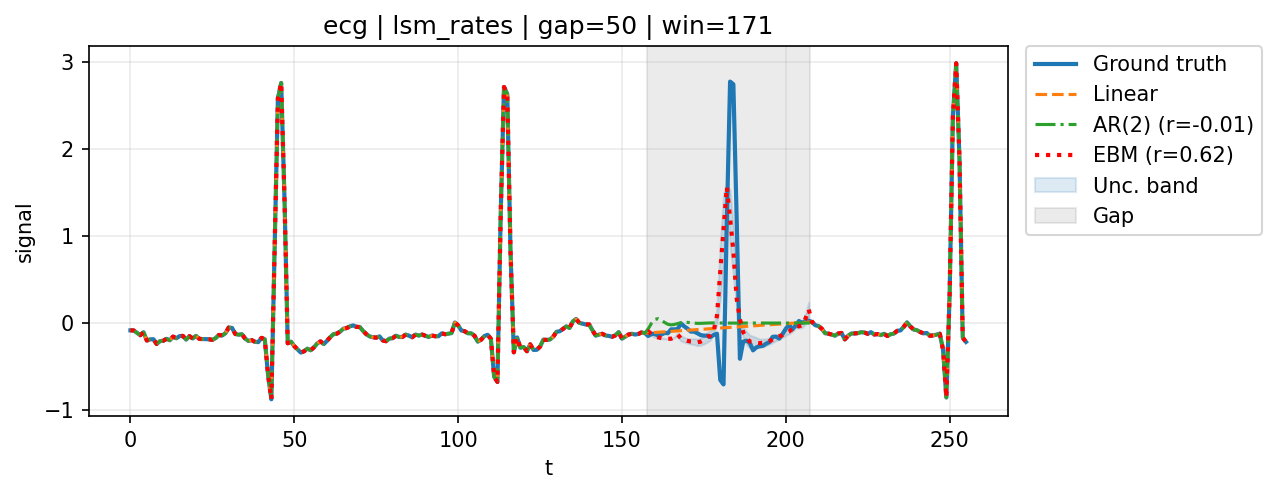 ecg | lsm_rates | gap=50 | win=171
3
2
1
0
−1
signal
0
50
100
150
200
250
t
Ground truth
Linear
AR(2) (r=-0.01)
EBM (r=0.62)
Unc. band
Gap